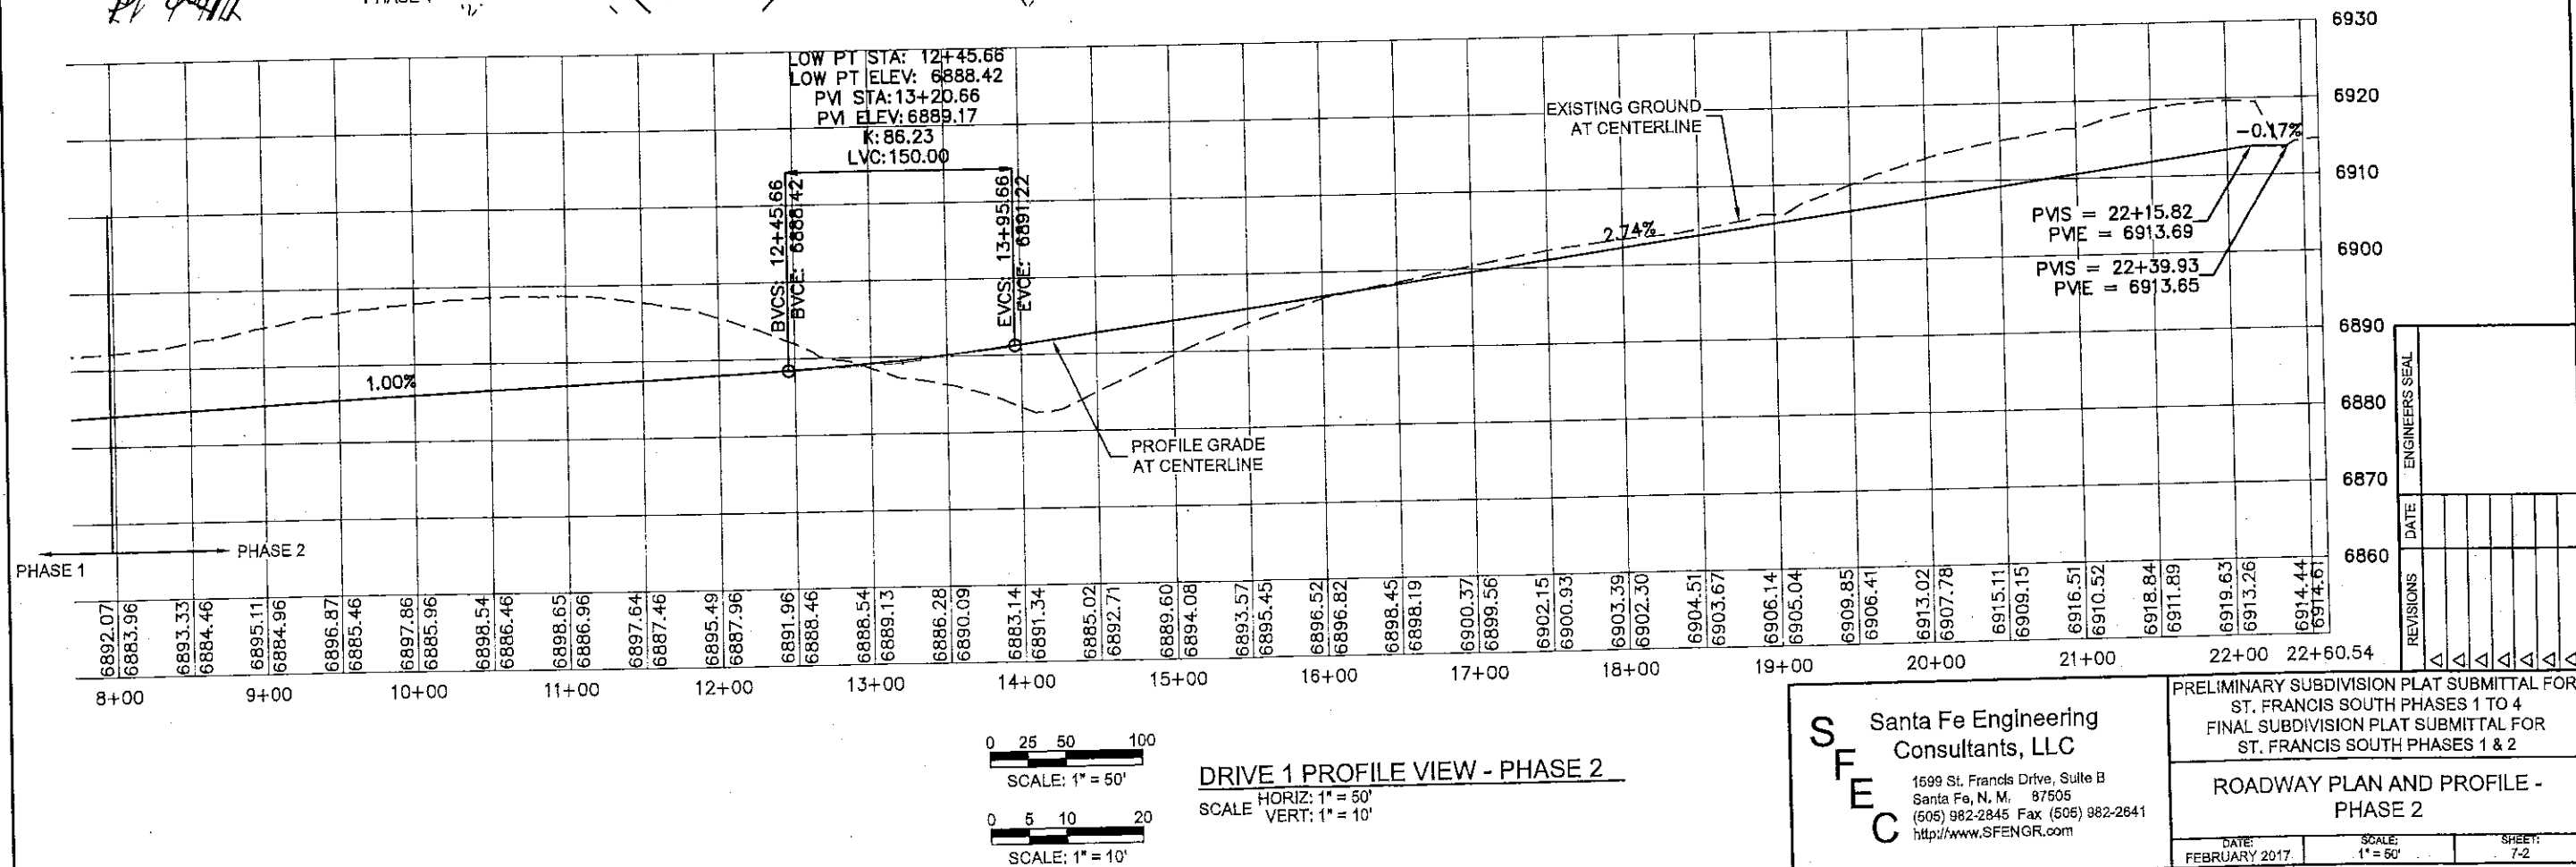 LOW PT STA: 12+45.66
LOW PT ELEV: 6888.42
PVI STA:13+20.66
PVI ELEV:6889.17
K:86.23
LVC:150.00
BVCS: 12+45.66
BVCE: 6888.42
EVCS: 13+95.66
EVCE: 6891.22
EXISTING GROUND
AT CENTERLINE
1.00%
2.74%
-0.17%
PVIS = 22+15.82
PVIE = 6913.69
PVIS = 22+39.93
PVIE = 6913.65
PROFILE GRADE
AT CENTERLINE
6930
6920
6910
6900
6890
6880
6870
6860
PHASE 1
PHASE 2
6892.07
6883.96
6893.33
6884.46
6895.11
6884.96
6896.87
6885.46
6897.86
6885.96
6898.54
6886.46
6898.65
6886.96
6897.64
6887.46
6895.49
6887.96
6891.96
6888.46
6888.54
6889.13
6886.28
6890.09
6883.14
6891.34
6885.02
6892.71
6889.60
6894.08
6893.57
6895.45
6896.52
6896.82
6898.45
6898.19
6900.37
6899.56
6902.15
6900.93
6903.39
6902.30
6904.51
6903.67
6906.14
6905.04
6909.85
6906.41
6913.02
6907.78
6915.11
6909.15
6916.51
6910.52
6918.84
6911.89
6919.63
6913.26
6914.44
6914.61
8+00 9+00 10+00 11+00 12+00 13+00 14+00 15+00 16+00 17+00 18+00 19+00 20+00 21+00 22+00 22+60.54
0 25 50 100
SCALE: 1" = 50'
0 5 10 20
SCALE: 1" = 10'
DRIVE 1 PROFILE VIEW - PHASE 2
SCALE HORIZ: 1" = 50'
VERT: 1" = 10'
ENGINEERS SEAL
DATE
REVISIONS
SFEC
Santa Fe Engineering
Consultants, LLC
1599 St. Francis Drive, Suite B
Santa Fe, N. M. 87505
(505) 982-2845 Fax (505) 982-2641
http://www.SFENGR.com
PRELIMINARY SUBDIVISION PLAT SUBMITTAL FOR
ST. FRANCIS SOUTH PHASES 1 TO 4
FINAL SUBDIVISION PLAT SUBMITTAL FOR
ST. FRANCIS SOUTH PHASES 1 & 2
ROADWAY PLAN AND PROFILE -
PHASE 2
DATE:
FEBRUARY 2017
SCALE:
1" = 50'
SHEET:
7-2